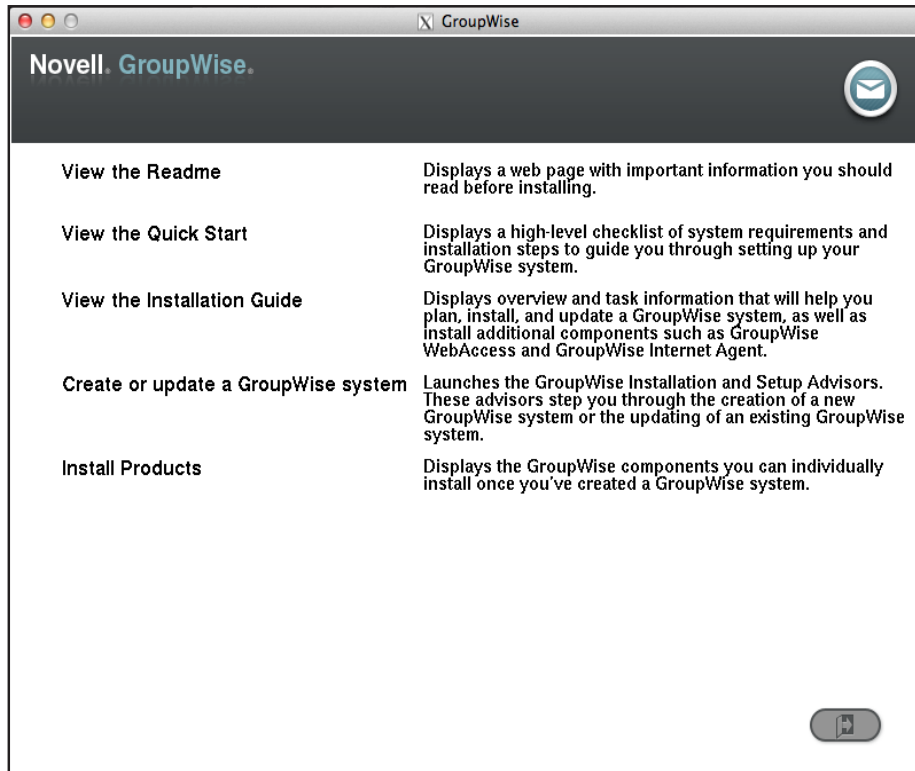 GroupWise
Novell. GroupWise.
View the Readme
Displays a web page with important information you should
read before installing.
View the Quick Start
Displays a high-level checklist of system requirements and
installation steps to guide you through setting up your
GroupWise system.
View the Installation Guide
Displays overview and task information that will help you
plan, install, and update a GroupWise system, as well as
install additional components such as GroupWise
WebAccess and GroupWise Internet Agent.
Create or update a GroupWise system
Launches the GroupWise Installation and Setup Advisors.
These advisors step you through the creation of a new
GroupWise system or the updating of an existing GroupWise
system.
Install Products
Displays the GroupWise components you can individually
install once you've created a GroupWise system.